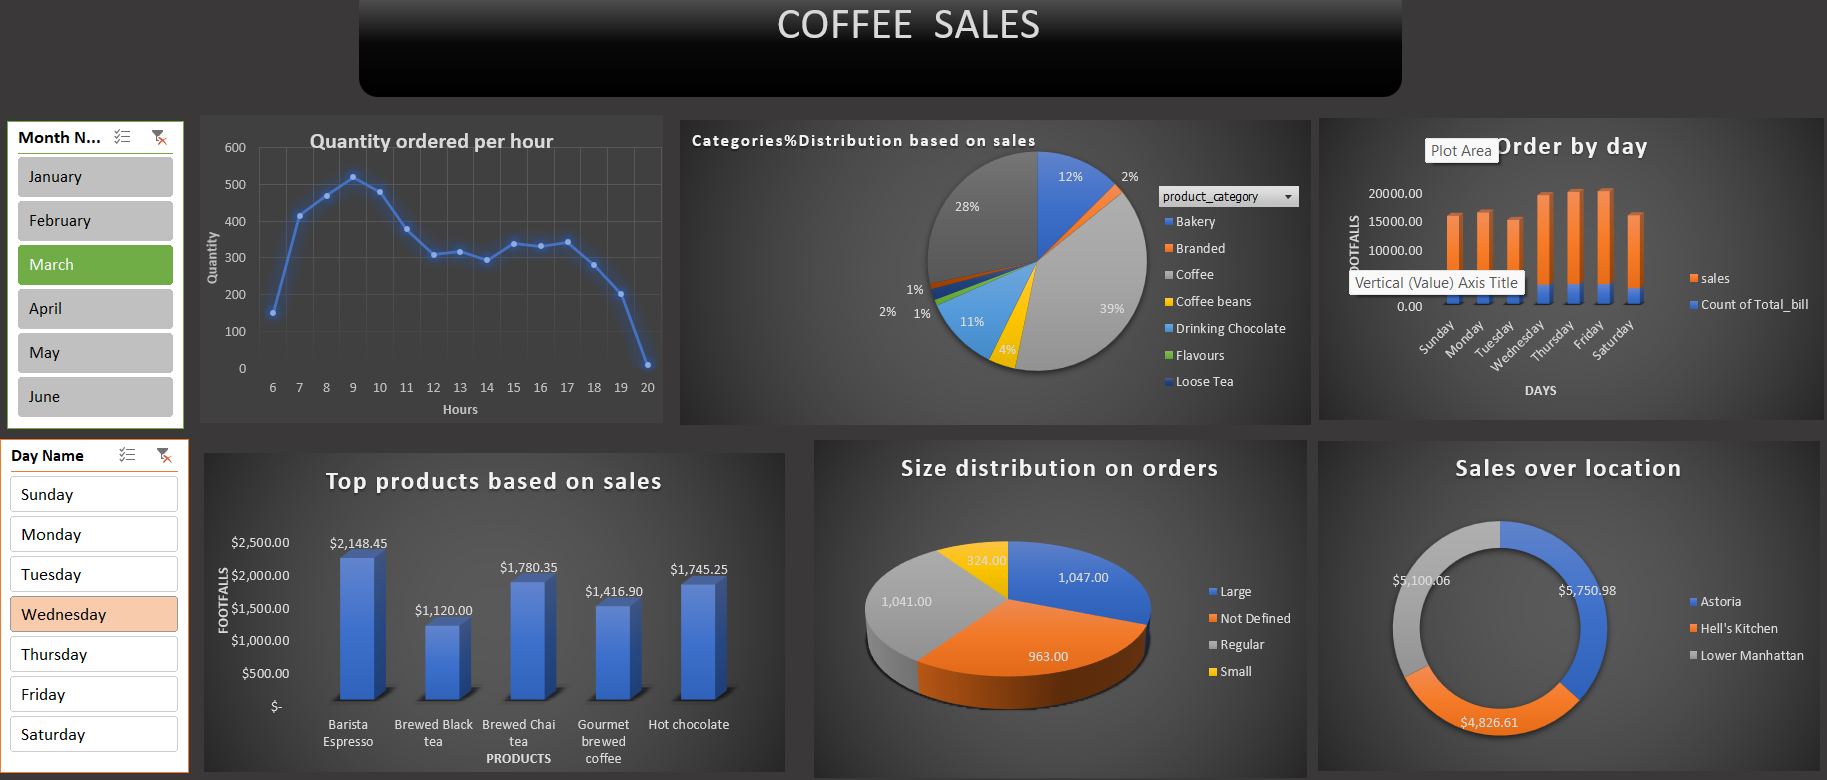 COFFEE SALES
Month N...
January
February
March
April
May
June
Quantity ordered per hour
600
500
400
300
200
100
0
Quantity
6 7 8 9 10 11 12 13 14 15 16 17 18 19 20
Hours
Categories%Distribution based on sales
12%
2%
39%
4%
11%
1%
2%
1%
28%
product_category
Bakery
Branded
Coffee
Coffee beans
Drinking Chocolate
Flavours
Loose Tea
Plot Area
Order by day
20000.00
15000.00
10000.00
0.00
OOTFALLS
Vertical (Value) Axis Title
Sunday
Monday
Tuesday
Wednesday
Thursday
Friday
Saturday
DAYS
sales
Count of Total_bill
Day Name
Sunday
Monday
Tuesday
Wednesday
Thursday
Friday
Saturday
Top products based on sales
$2,500.00
$2,000.00
$1,500.00
$1,000.00
$500.00
$-
FOOTFALLS
$2,148.45
$1,120.00
$1,780.35
$1,416.90
$1,745.25
Barista
Espresso
Brewed Black
tea
Brewed Chai
tea
Gourmet
brewed
coffee
Hot chocolate
PRODUCTS
Size distribution on orders
324.00
1,047.00
1,041.00
963.00
Large
Not Defined
Regular
Small
Sales over location
$5,100.06
$5,750.98
$4,826.61
Astoria
Hell's Kitchen
Lower Manhattan